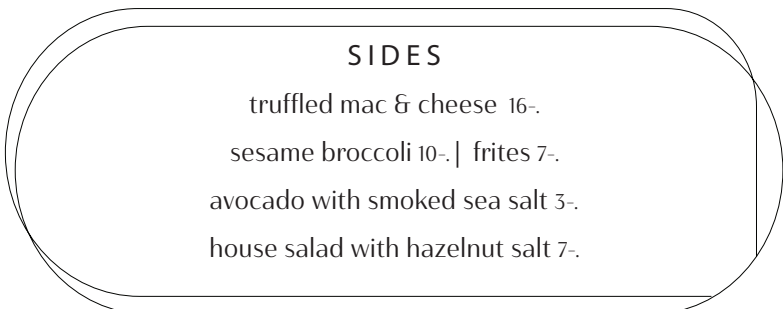 SIDES
truffled mac & cheese 16-.
sesame broccoli 10-. | frites 7-.
avocado with smoked sea salt 3-.
house salad with hazelnut salt 7-.